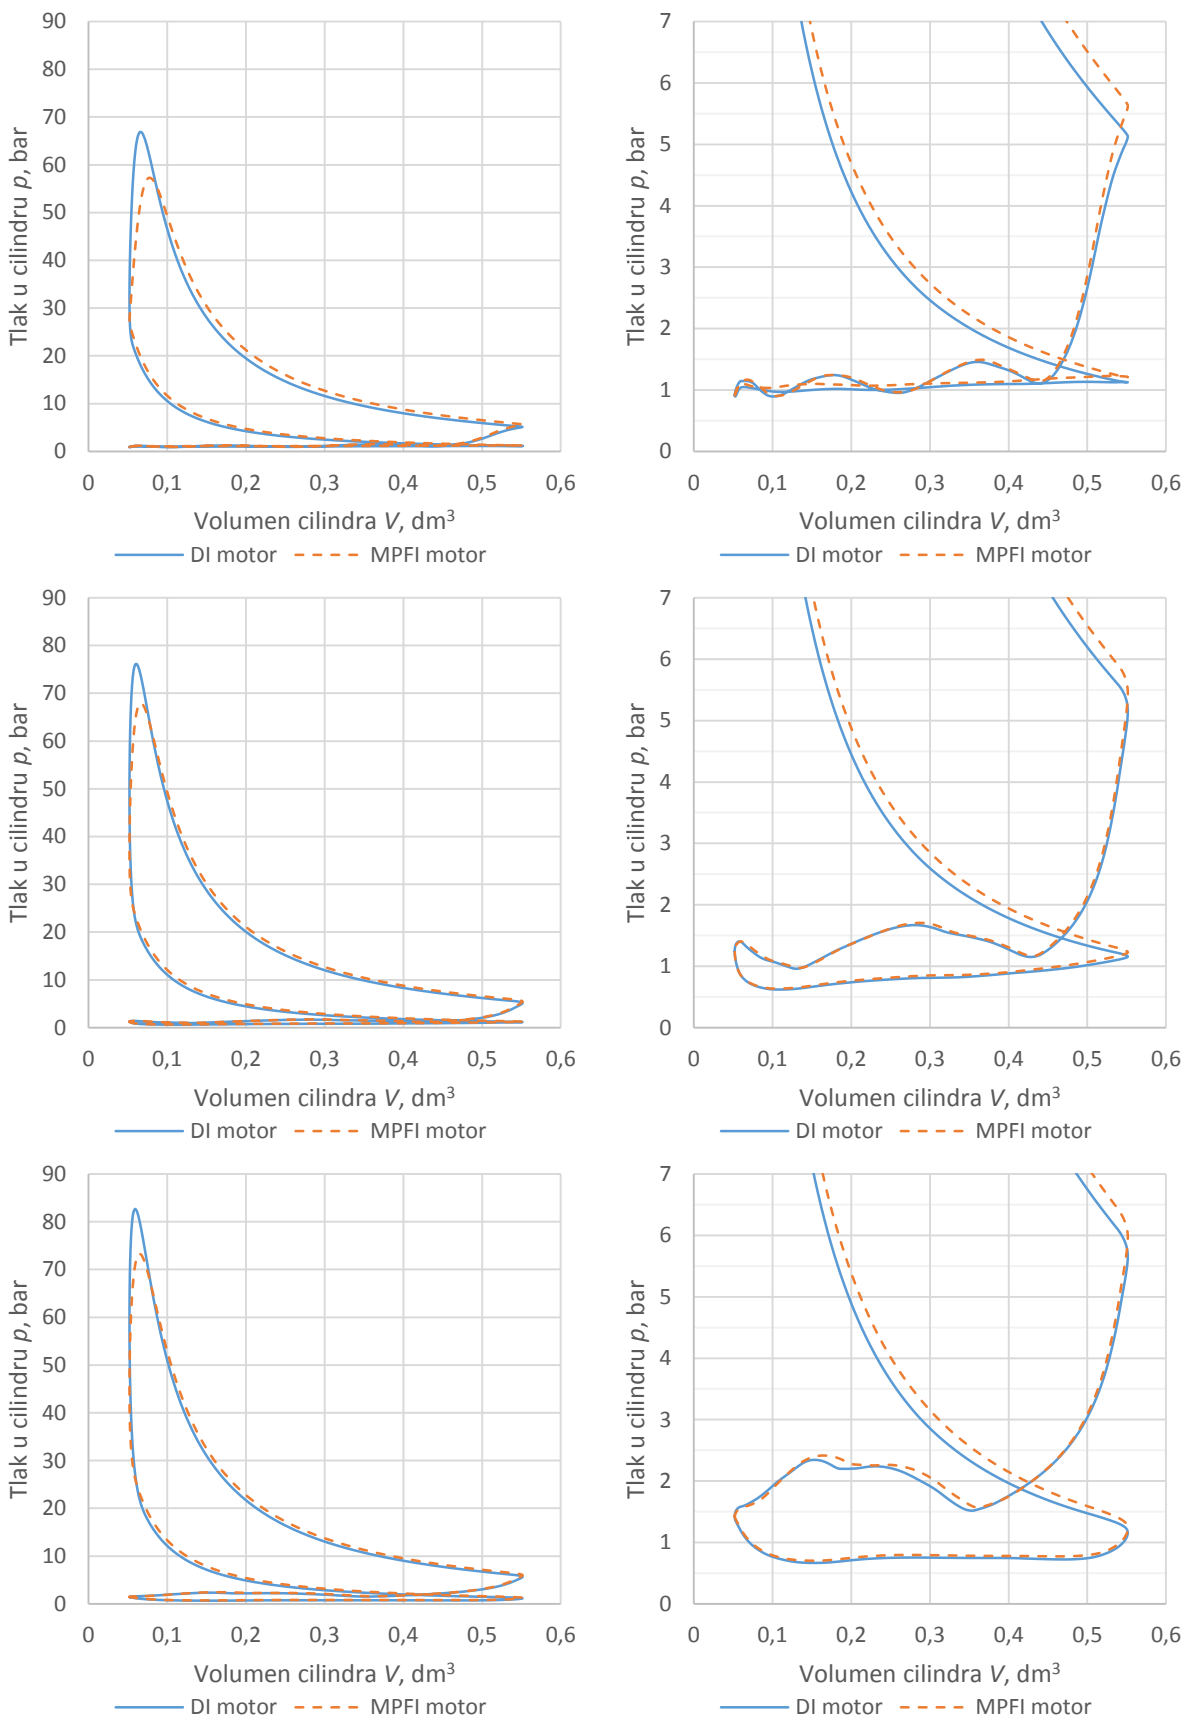 90
80
70
60
50
40
30
20
10
0
Tlak u cilindru p, bar
0 0,1 0,2 0,3 0,4 0,5 0,6
Volumen cilindra V, dm³
DI motor MPFI motor
7
6
5
4
3
2
1
0
Tlak u cilindru p, bar
0 0,1 0,2 0,3 0,4 0,5 0,6
Volumen cilindra V, dm³
DI motor MPFI motor
90
80
70
60
50
40
30
20
10
0
Tlak u cilindru p, bar
0 0,1 0,2 0,3 0,4 0,5 0,6
Volumen cilindra V, dm³
DI motor MPFI motor
7
6
5
4
3
2
1
0
Tlak u cilindru p, bar
0 0,1 0,2 0,3 0,4 0,5 0,6
Volumen cilindra V, dm³
DI motor MPFI motor
90
80
70
60
50
40
30
20
10
0
Tlak u cilindru p, bar
0 0,1 0,2 0,3 0,4 0,5 0,6
Volumen cilindra V, dm³
DI motor MPFI motor
7
6
5
4
3
2
1
0
Tlak u cilindru p, bar
0 0,1 0,2 0,3 0,4 0,5 0,6
Volumen cilindra V, dm³
DI motor MPFI motor